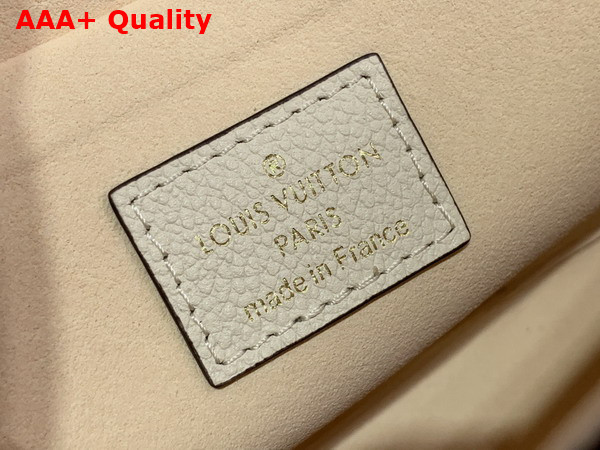 AAA+ Quality
LOUIS VUITTON
PARIS
made in France